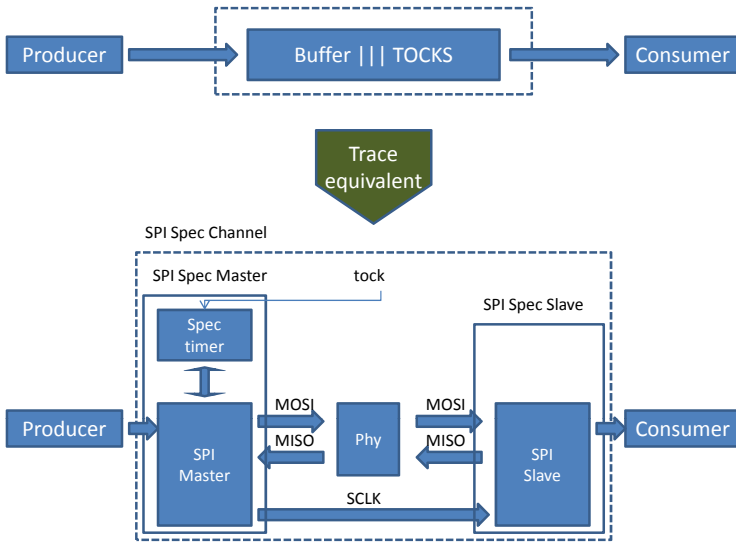 Producer
Buffer ||| TOCKS
Consumer
Trace
equivalent
SPI Spec Channel
SPI Spec Master
tock
SPI Spec Slave
Spec
timer
MOSI
MOSI
Producer
SPI
Master
MISO
Phy
MISO
SPI
Slave
Consumer
SCLK